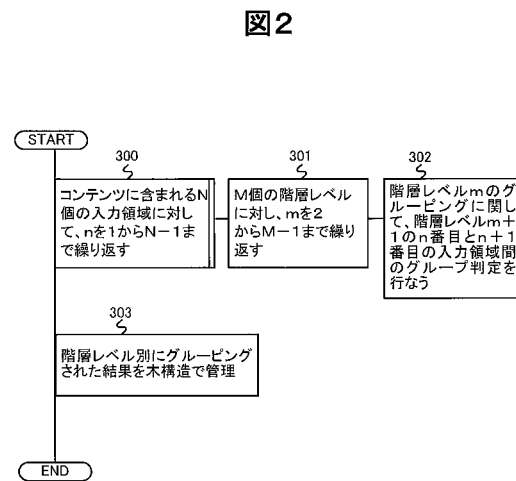 図2
START
300
コンテンツに含まれるN
個の入力領域に対し
て、nを1からN-1ま
で繰り返す
301
M個の階層レベル
に対し、mを2
からM-1まで繰り
返す
302
階層レベルmのグ
ルーピングに関し
て、階層レベルm+
1のn番目とn+1
番目の入力領域間
のグループ判定を
行なう
303
階層レベル別にグルーピング
された結果を木構造で管理
END